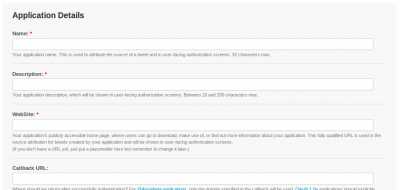 Application Details
Name: *
Your application name. This is used to attribute the source of a tweet and in user-facing authorization screens. 32 characters max.
Description: *
Your application description, which will be shown in user-facing authorization screens. Between 10 and 200 characters max.
WebSite: *
Your application's publicly accessible home page, where users can go to download, make use of, or find out more information about your application. This fully qualified URL is used in the
source attribution for tweets created by your application and will be shown in user-facing authorization screens.
(If you don't have a URL yet, just put a placeholder here but remember to change it later.)
Callback URL:
Where should we return after successfully authenticating? For @Anywhere applications, only the domain specified in the callback will be used. OAuth 1.0a applications should explicitly